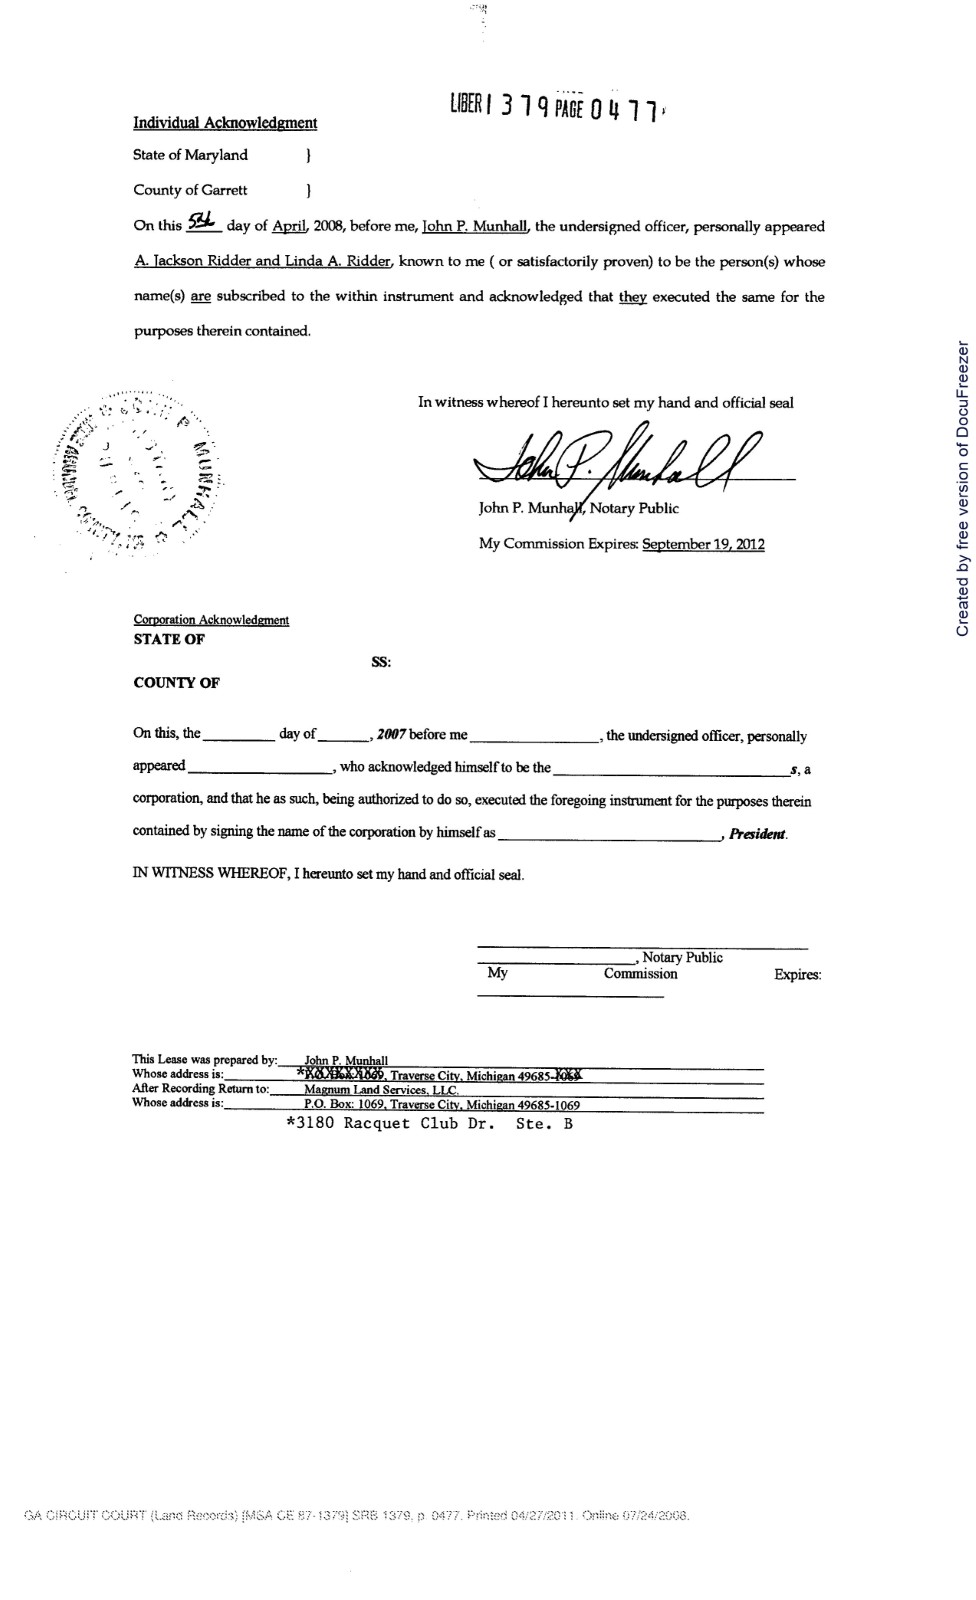 LIBER 1379 PAGE 0477
Individual Acknowledgment
State of Maryland }
County of Garrett }
On this 5th day of April, 2008, before me, John P. Munhall, the undersigned officer, personally appeared
A. Jackson Ridder and Linda A. Ridder, known to me ( or satisfactorily proven) to be the person(s) whose
name(s) are subscribed to the within instrument and acknowledged that they executed the same for the
purposes therein contained.
In witness whereof I hereunto set my hand and official seal
John P. Munhall
JOHN P MUNHALL
John P. Munhall, Notary Public
My Commission Expires: September 19, 2012
Corporation Acknowledgment
STATE OF
SS:
COUNTY OF
On this, the __________ day of _______, 2007 before me __________________, the undersigned officer, personally
appeared ____________________, who acknowledged himself to be the _________________________________s, a
corporation, and that he as such, being authorized to do so, executed the foregoing instrument for the purposes therein
contained by signing the name of the corporation by himself as _______________________________, President.
IN WITNESS WHEREOF, I hereunto set my hand and official seal.
______________________, Notary Public
My Commission Expires:
This Lease was prepared by: John P. Munhall
Whose address is: * , Traverse City, Michigan 49685-
After Recording Return to: Magnum Land Services, LLC.
Whose address is: P.O. Box: 1069, Traverse City, Michigan 49685-1069
*3180 Racquet Club Dr. Ste. B
GA CIRCUIT COURT (Land Records) [MSA CE 87-1379] SRB 1379, p. 0477. Printed 04/27/2011. Online 07/24/2008.
Created by free version of DocuFreezer